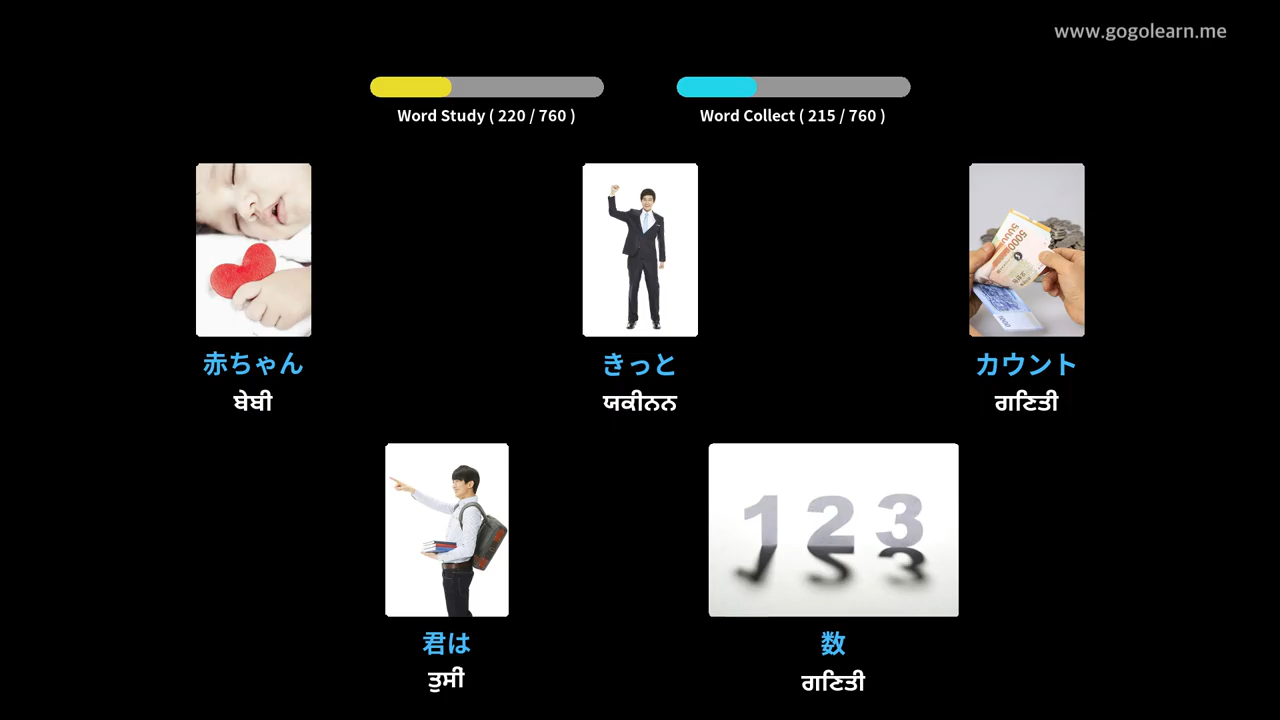 www.gogolearn.me
Word Study ( 220 / 760 )
Word Collect ( 215 / 760 )
赤ちゃん
ਬੇਬੀ
きっと
ਯਕੀਨਨ
カウント
ਗਣਿਤੀ
君は
ਤੁਸੀਂ
数
ਗਣਿਤੀ